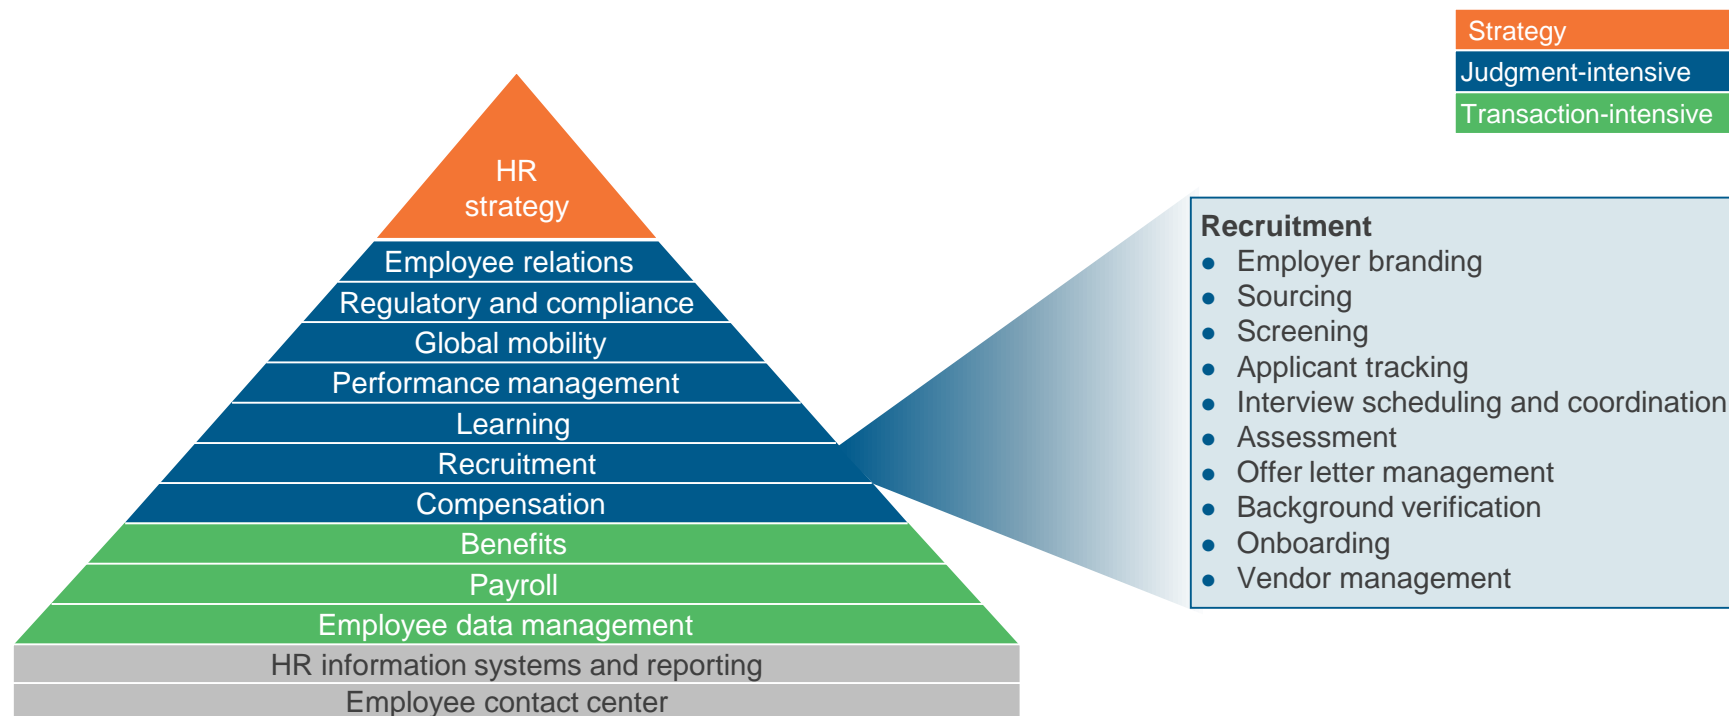 Strategy
Judgment-intensive
Transaction-intensive
HR
strategy
Employee relations
Regulatory and compliance
Global mobility
Performance management
Learning
Recruitment
Compensation
Benefits
Payroll
Employee data management
HR information systems and reporting
Employee contact center
Recruitment
● Employer branding
● Sourcing
● Screening
● Applicant tracking
● Interview scheduling and coordination
● Assessment
● Offer letter management
● Background verification
● Onboarding
● Vendor management